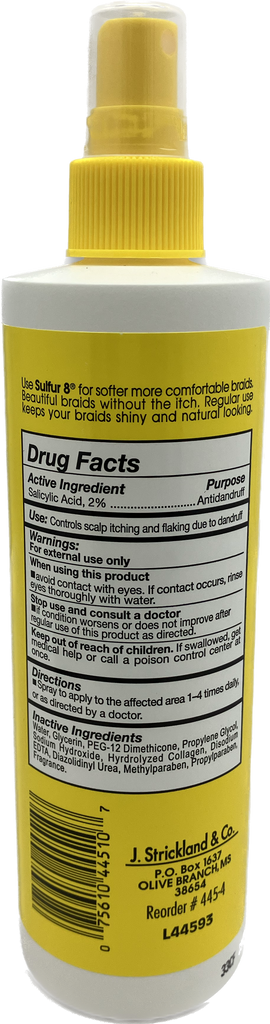 Use Sulfur 8® for softer more comfortable braids.
Beautiful braids without the itch. Regular use
keeps your braids shiny and natural looking.
Drug Facts
Active Ingredient Purpose
Salicylic Acid, 2% ........................ Antidandruff
Use: Controls scalp itching and flaking due to dandruff
Warnings:
For external use only
When using this product
■avoid contact with eyes. If contact occurs, rinse
eyes thoroughly with water.
Stop use and consult a doctor
■if condition worsens or does not improve after
regular use of this product as directed.
Keep out of reach of children. If swallowed, get
medical help or call a poison control center at
once.
Directions
■Spray to apply to the affected area 1–4 times daily,
or as directed by a doctor.
Inactive Ingredients
Water, Glycerin, PEG-12 Dimethicone, Propylene Glycol,
Sodium Hydroxide, Hydrolyzed Collagen, Disodium
EDTA, Diazolidinyl Urea, Methylparaben, Propylparaben,
Fragrance.
0 75610 44510 7
J. Strickland & Co.
P.O. Box 1637
OLIVE BRANCH, MS
38654
Reorder # 445-4
L44593